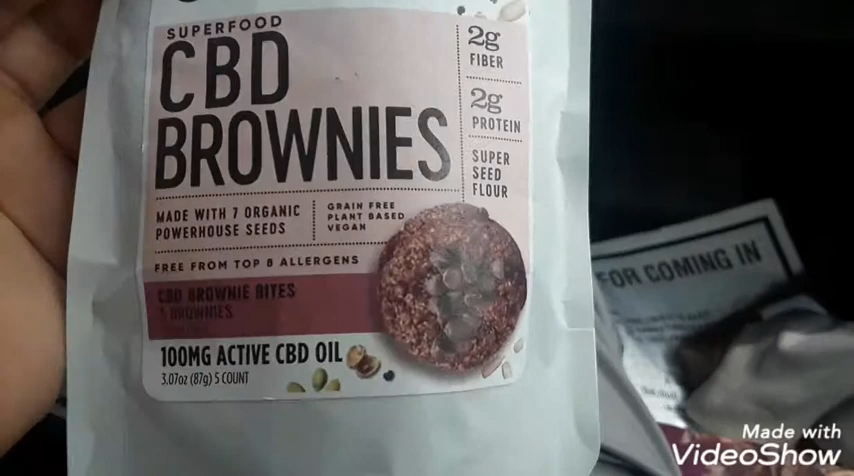 SUPERFOOD
CBD
BROWNIES
2g
FIBER
2g
PROTEIN
SUPER
SEED
FLOUR
MADE WITH 7 ORGANIC
POWERHOUSE SEEDS
GRAIN FREE
PLANT BASED
VEGAN
FREE FROM TOP 8 ALLERGENS
CBD BROWNIE BITES
5 BROWNIES
100MG ACTIVE CBD OIL
3.07oz (87g) 5 COUNT
FOR COMING IN
Made with
VideoShow